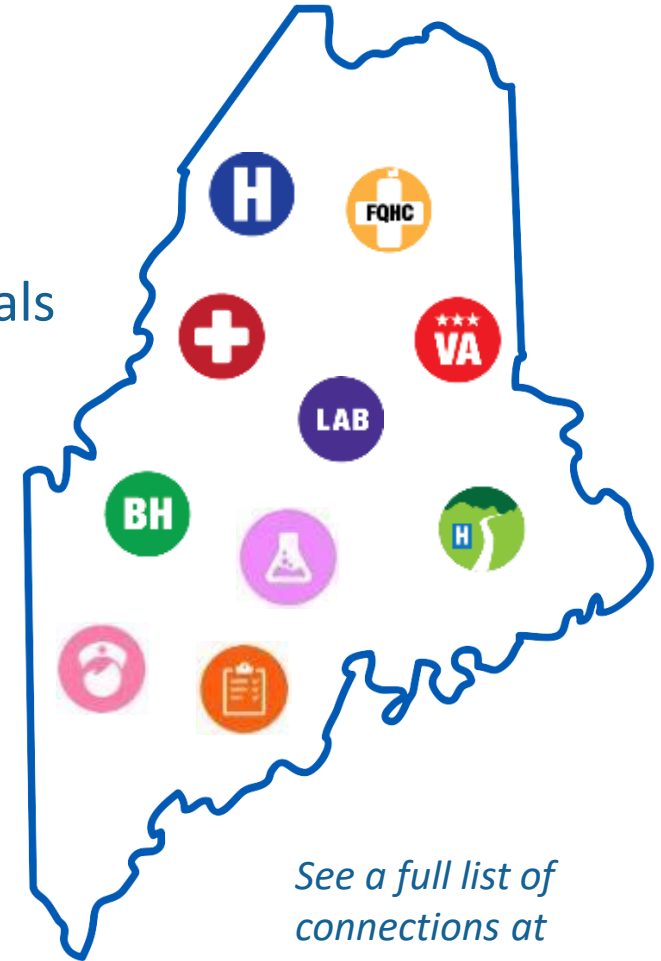 H
FQHC
als
VA
LAB
BH
H
See a full list of
connections at